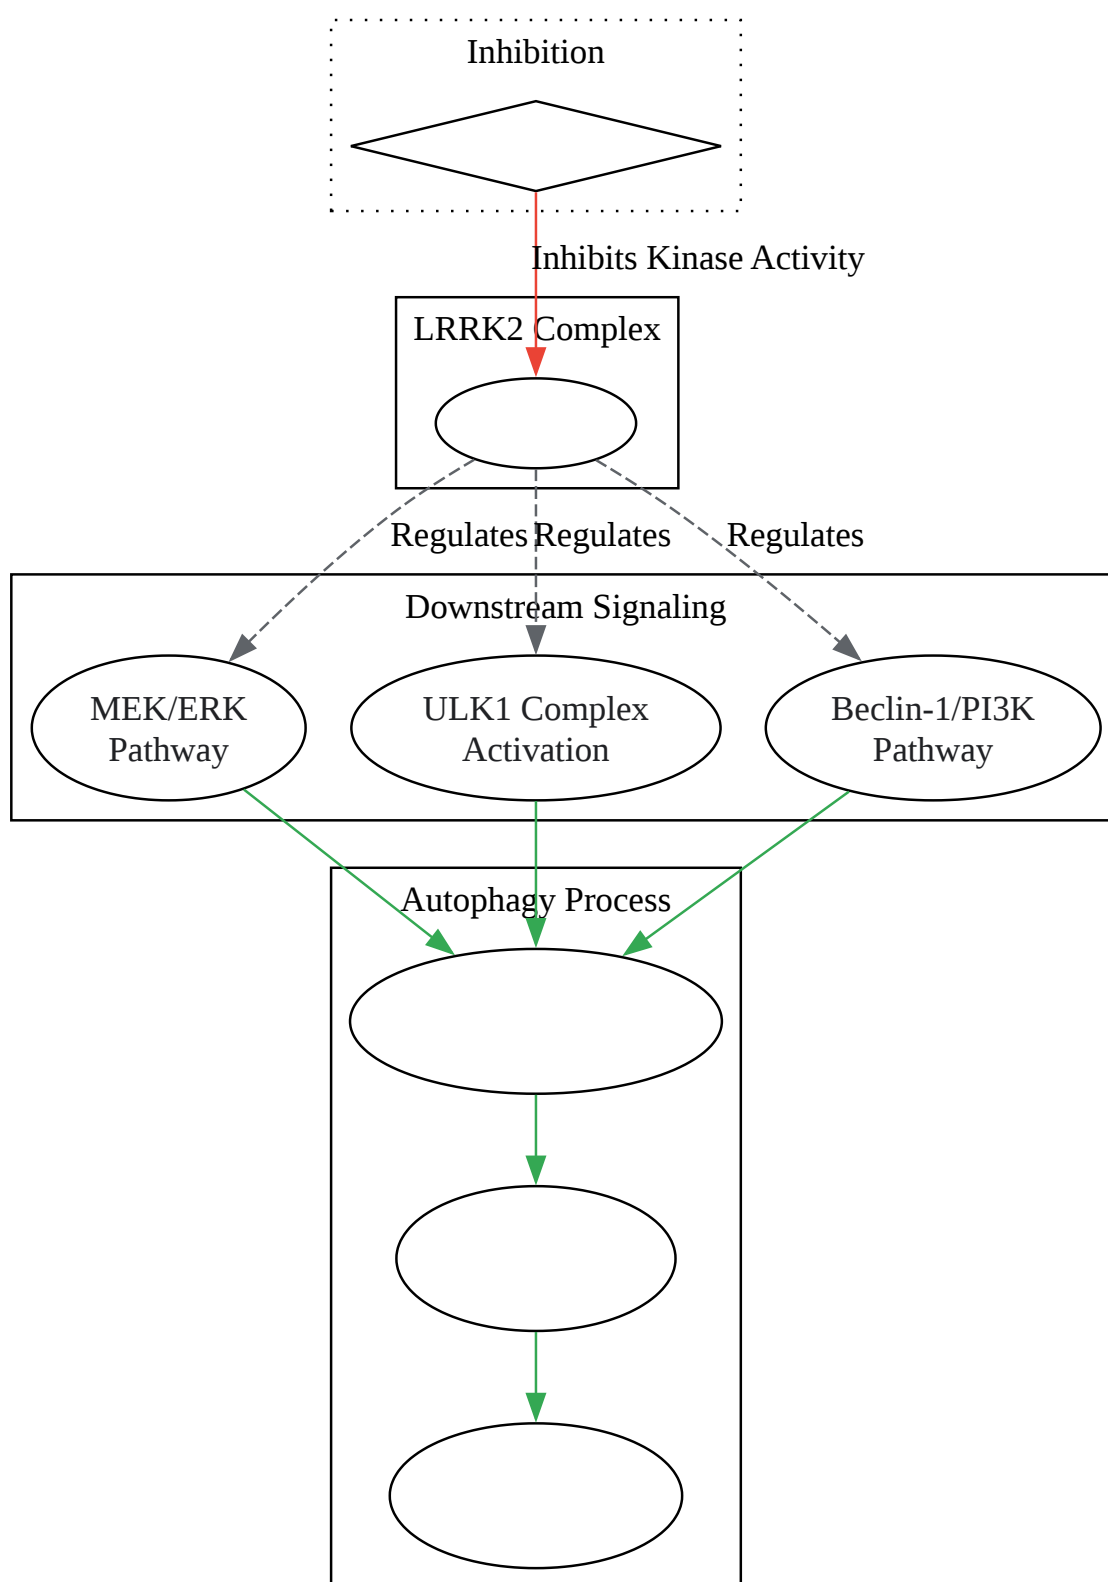 Inhibition
Inhibits Kinase Activity
LRRK2 Complex
Regulates
Regulates
Regulates
Downstream Signaling
MEK/ERK
Pathway
ULK1 Complex
Activation
Beclin-1/PI3K
Pathway
Autophagy Process